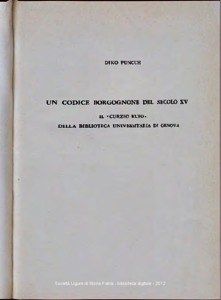 DINO PUNCUH
UN CODICE BORGOGNONE DEL SECOLO XV
IL «CURZIO RUFO»
DELLA BIBLIOTECA UNIVERSITARIA DI GENOVA
Società Ligure di Storia Patria - biblioteca digitale - 2012